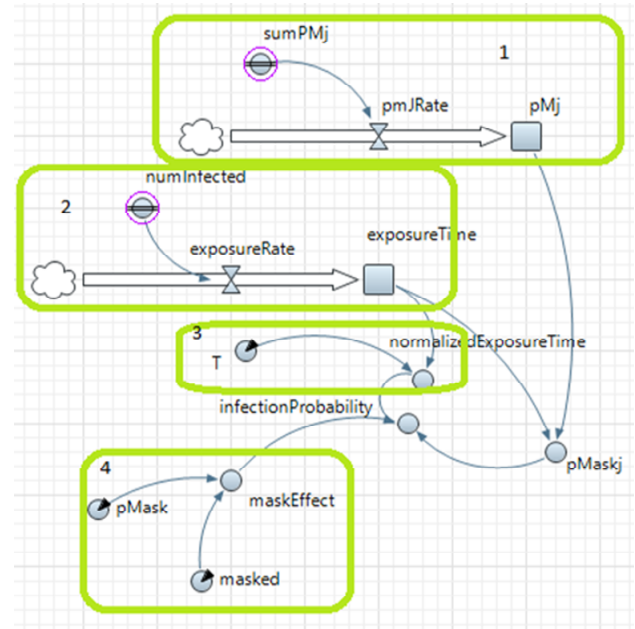 sumPMj
1
pmJRate
pMj
numInfected
2
exposureRate
exposureTime
3
T
normalizedExposureTime
infectionProbability
4
pMask
maskEffect
pMaskj
masked